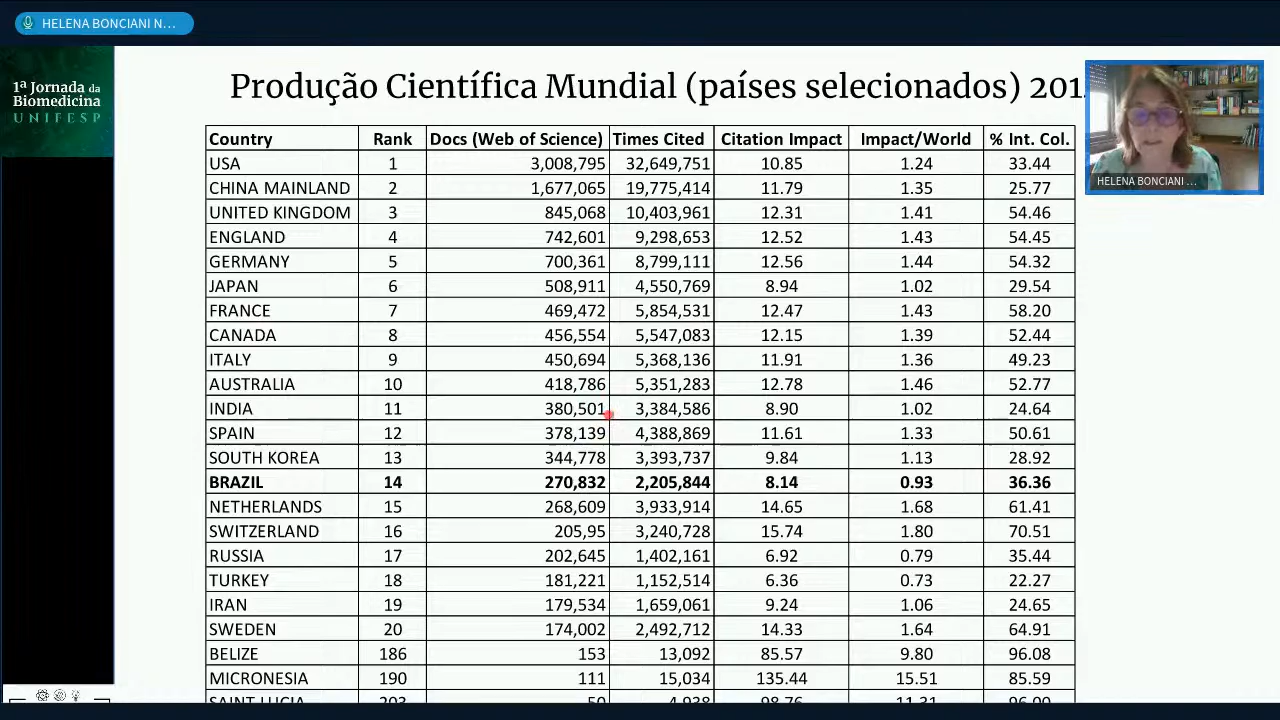 HELENA BONCIANI N...
1ª Jornada da
Biomedicina
UNIFESP
Produção Científica Mundial (países selecionados) 201
HELENA BONCIANI ...
Country Rank Docs (Web of Science) Times Cited Citation Impact Impact/World % Int. Col.
USA 1 3,008,795 32,649,751 10.85 1.24 33.44
CHINA MAINLAND 2 1,677,065 19,775,414 11.79 1.35 25.77
UNITED KINGDOM 3 845,068 10,403,961 12.31 1.41 54.46
ENGLAND 4 742,601 9,298,653 12.52 1.43 54.45
GERMANY 5 700,361 8,799,111 12.56 1.44 54.32
JAPAN 6 508,911 4,550,769 8.94 1.02 29.54
FRANCE 7 469,472 5,854,531 12.47 1.43 58.20
CANADA 8 456,554 5,547,083 12.15 1.39 52.44
ITALY 9 450,694 5,368,136 11.91 1.36 49.23
AUSTRALIA 10 418,786 5,351,283 12.78 1.46 52.77
INDIA 11 380,501 3,384,586 8.90 1.02 24.64
SPAIN 12 378,139 4,388,869 11.61 1.33 50.61
SOUTH KOREA 13 344,778 3,393,737 9.84 1.13 28.92
BRAZIL 14 270,832 2,205,844 8.14 0.93 36.36
NETHERLANDS 15 268,609 3,933,914 14.65 1.68 61.41
SWITZERLAND 16 205,95 3,240,728 15.74 1.80 70.51
RUSSIA 17 202,645 1,402,161 6.92 0.79 35.44
TURKEY 18 181,221 1,152,514 6.36 0.73 22.27
IRAN 19 179,534 1,659,061 9.24 1.06 24.65
SWEDEN 20 174,002 2,492,712 14.33 1.64 64.91
BELIZE 186 153 13,092 85.57 9.80 96.08
MICRONESIA 190 111 15,034 135.44 15.51 85.59
SAINT LUCIA 203 50 4,938 98.76 11.31 96.00